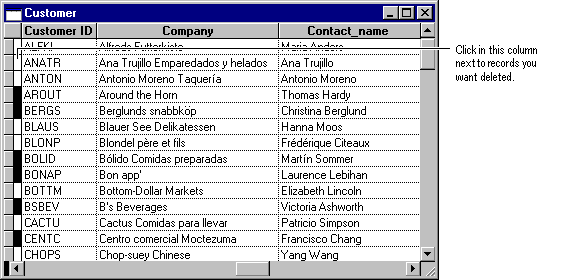 Customer
Customer ID Company Contact_name
ALFKI Alfreds Futterkiste Maria Anders
ANATR Ana Trujillo Emparedados y helados Ana Trujillo
ANTON Antonio Moreno Taquería Antonio Moreno
AROUT Around the Horn Thomas Hardy
BERGS Berglunds snabbköp Christina Berglund
BLAUS Blauer See Delikatessen Hanna Moos
BLONP Blondel père et fils Frédérique Citeaux
BOLID Bólido Comidas preparadas Martín Sommer
BONAP Bon app' Laurence Lebihan
BOTTM Bottom-Dollar Markets Elizabeth Lincoln
BSBEV B's Beverages Victoria Ashworth
CACTU Cactus Comidas para llevar Patricio Simpson
CENTC Centro comercial Moctezuma Francisco Chang
CHOPS Chop-suey Chinese Yang Wang
Click in this column
next to records you
want deleted.